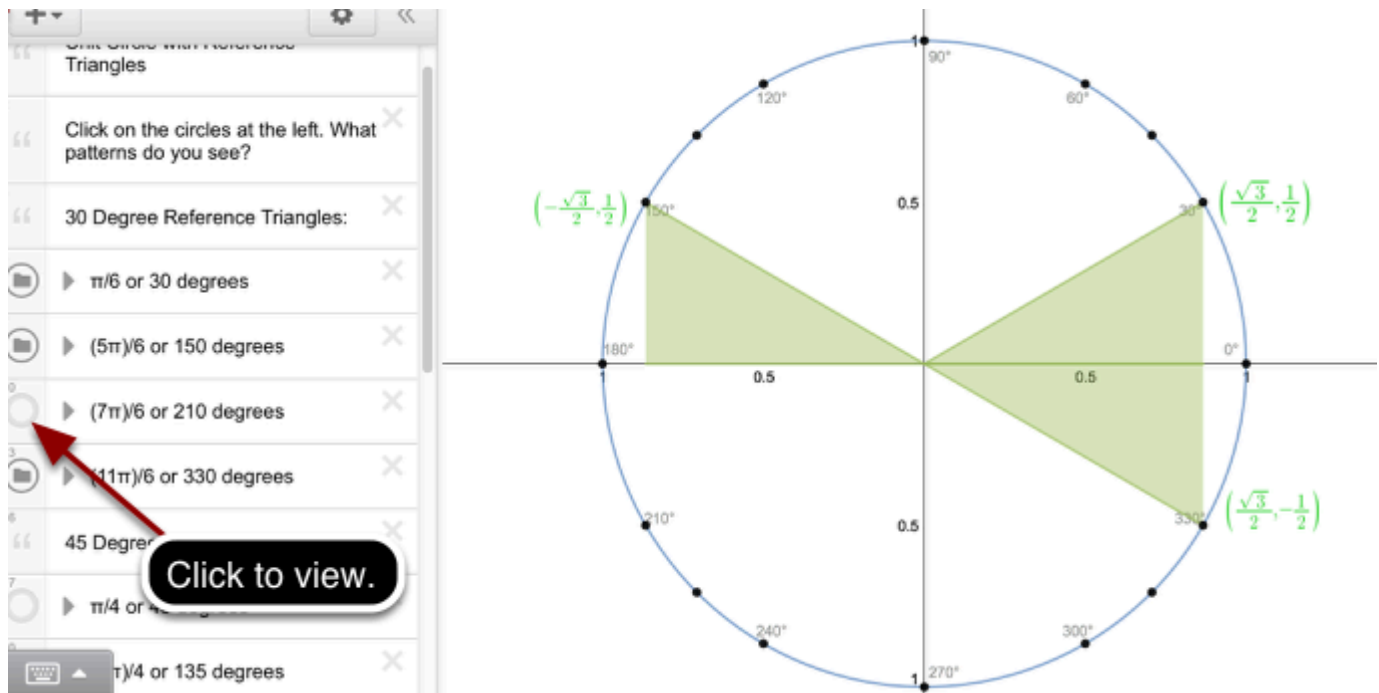 Unit Circle with Reference
Triangles
Click on the circles at the left. What
patterns do you see?
30 Degree Reference Triangles:
π/6 or 30 degrees
(5π)/6 or 150 degrees
(7π)/6 or 210 degrees
(11π)/6 or 330 degrees
45 Degre
π/4 or 4
π)/4 or 135 degrees
Click to view.
1
90°
120°
60°
(-√3/2, 1/2)
150°
0.5
30°
(√3/2, 1/2)
180°
0°
1
0.5
0.5
1
210°
0.5
330°
(√3/2, -1/2)
240°
300°
1
270°